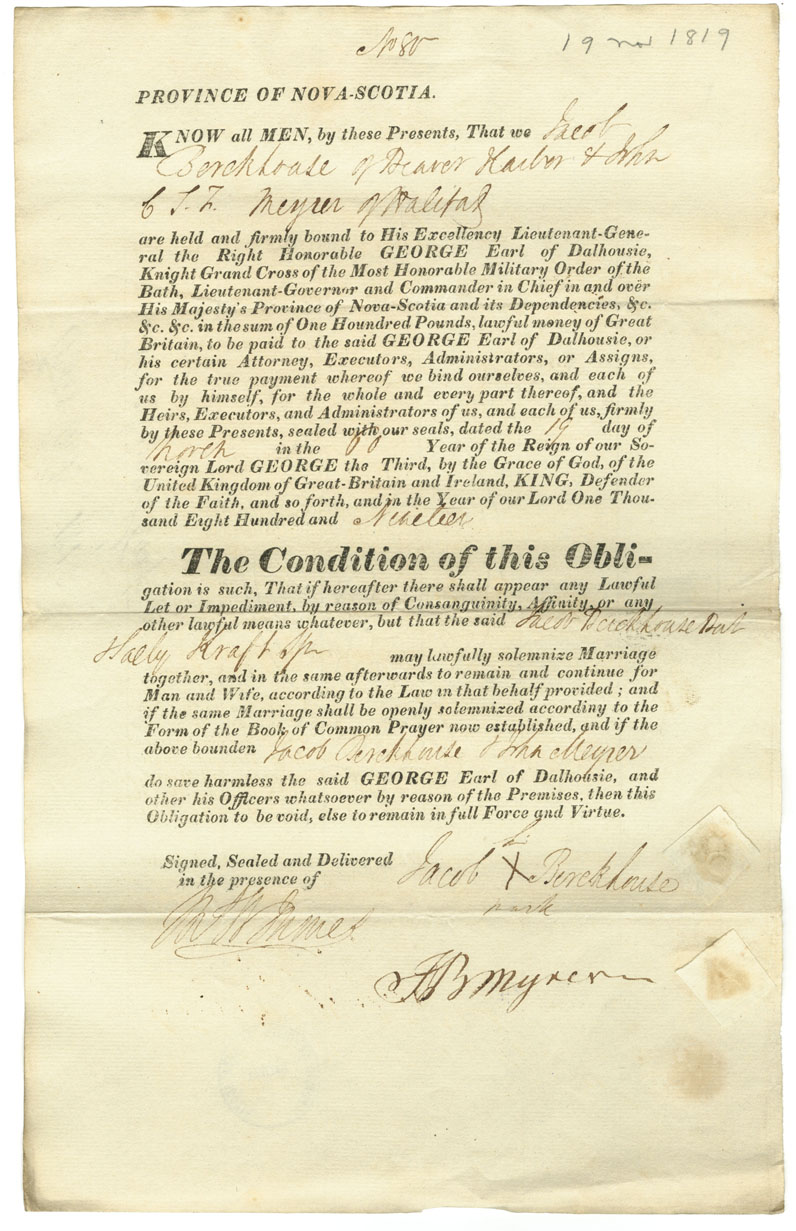 No 80
19 nov 1819
PROVINCE OF NOVA-SCOTIA.
KNOW all MEN, by these Presents, That we Jacob
Berckhouse of Beaver Harber & John
Meyrer of Halifax
are held and firmly bound to His Excellency Lieutenant-Gene-
ral the Right Honorable GEORGE Earl of Dalhousie,
Knight Grand Cross of the Most Honorable Military Order of the
Bath, Lieutenant-Governor and Commander in Chief in and over
His Majesty's Province of Nova-Scotia and its Dependencies, &c.
&c. &c. in the sum of One Houndred Pounds, lawful money of Great
Britain, to be paid to the said GEORGE Earl of Dalhousie, or
his certain Attorney, Executors, Administrators, or Assigns,
for the true payment whereof we bind ourselves, and each of
us by himself, for the whole and every part thereof, and the
Heirs, Executors, and Administrators of us, and each of us, firmly
by these Presents, sealed with our seals, dated the 19 day of
in the 60 Year of the Reign of our So-
vereign Lord GEORGE the Third, by the Grace of God, of the
United Kingdom of Great-Britain and Ireland, KING, Defender
of the Faith, and so forth, and in the Year of our Lord One Thou-
sand Eight Hundred and Nineteen
The Condition of this Obli-
gation is such, That if hereafter there shall appear any Lawful
Let or Impediment, by reason of Consanguinity, Affinity, or any
other lawful means whatever, but that the said Jacob Berckhouse
Kraft Spr may lawfully solemnize Marriage
together, and in the same afterwards to remain and continue for
Man and Wife, according to the Law in that behalf provided ; and
if the same Marriage shall be openly solemnized accordiny to the
Form of the Book of Common Prayer now established, and if the
above bounden Jacob Berckhouse & John Meyrer
do save harmless the said GEORGE Earl of Dalhousie, and
other his Officers whatsoever by reason of the Premises, then this
Obligation to be void, else to remain in full Force and Virtue.
Signed, Sealed and Delivered
in the presence of
Jacob X Berckhouse
mark
Myrer